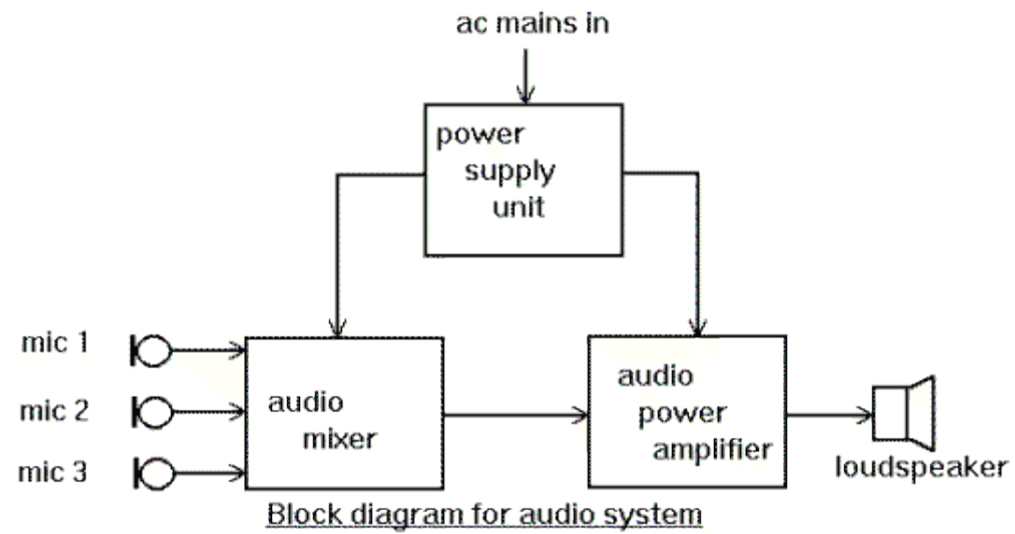 ac mains in
power
supply
unit
mic 1
mic 2
mic 3
audio
mixer
audio
power
amplifier
loudspeaker
Block diagram for audio system